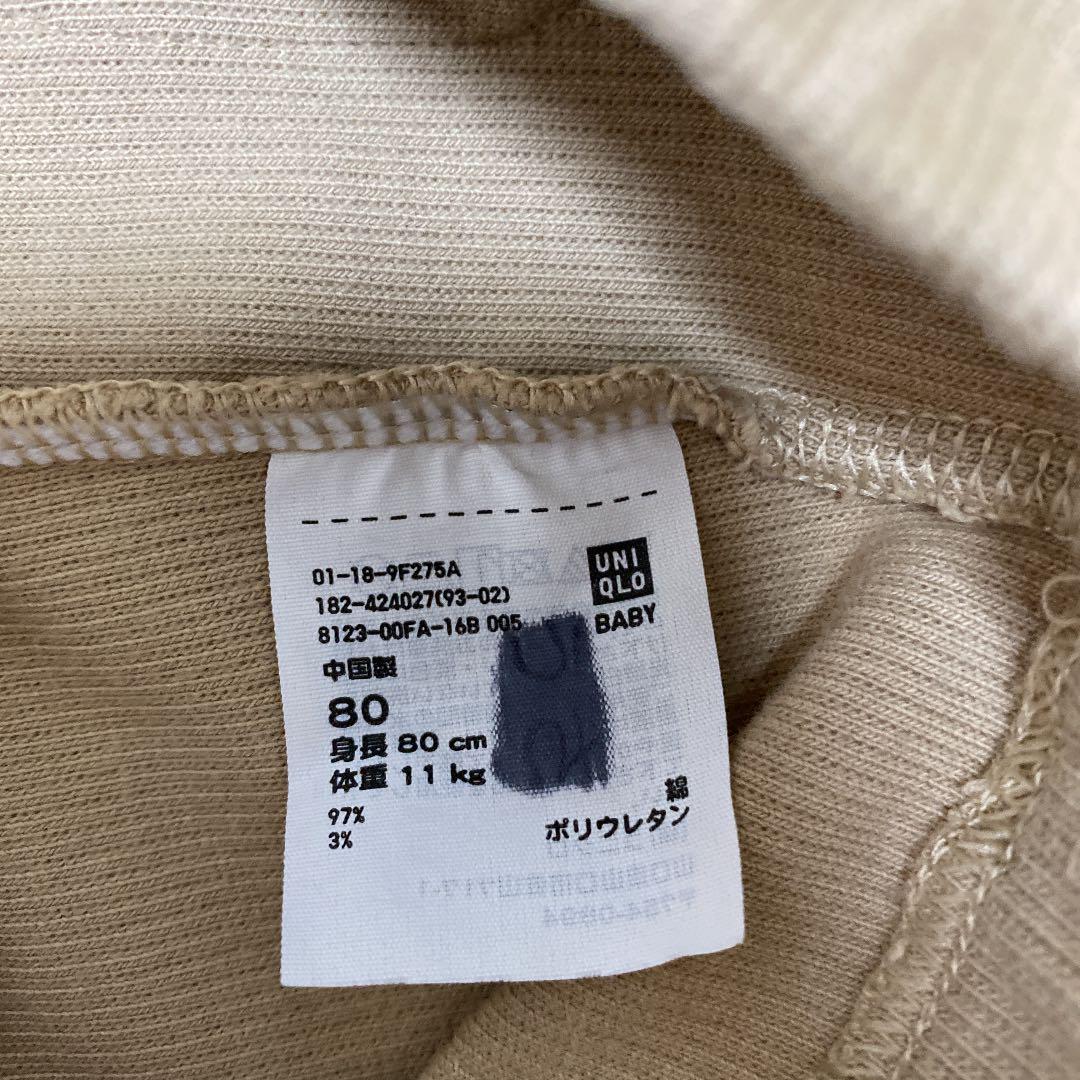 01-18-9F275A
182-424027(93-02)
8123-00FA-16B 005
UNI
QLO
BABY
中国製
80
身長 80 cm
体重 11 kg
97% 綿
3% ポリウレタン